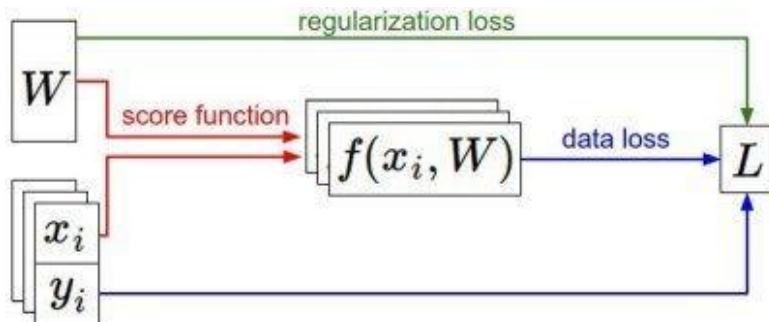 regularization loss
W
score function
f(x_i, W)
data loss
L
x_i
y_i